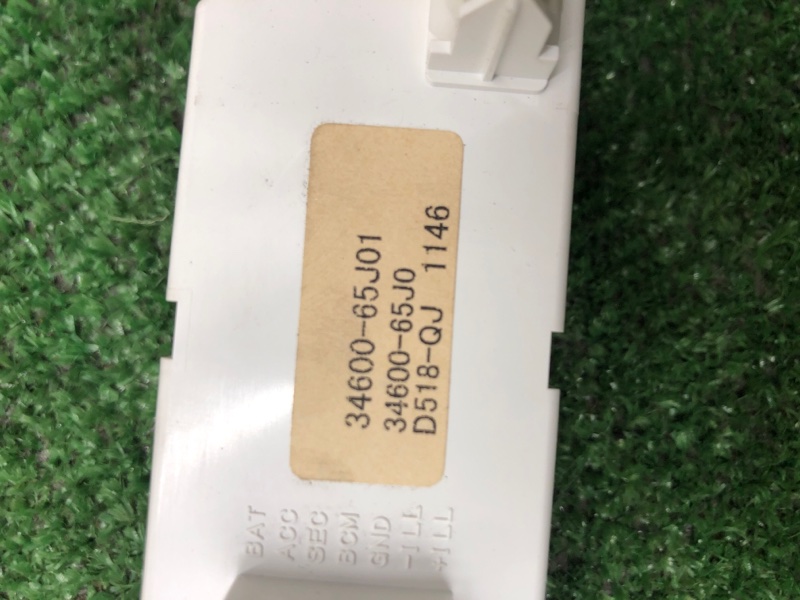 34600-65J01
34600-65J0
D518-QJ 1146
BAT
ACC
SEC
BCM
GND
-ILL
+ILL